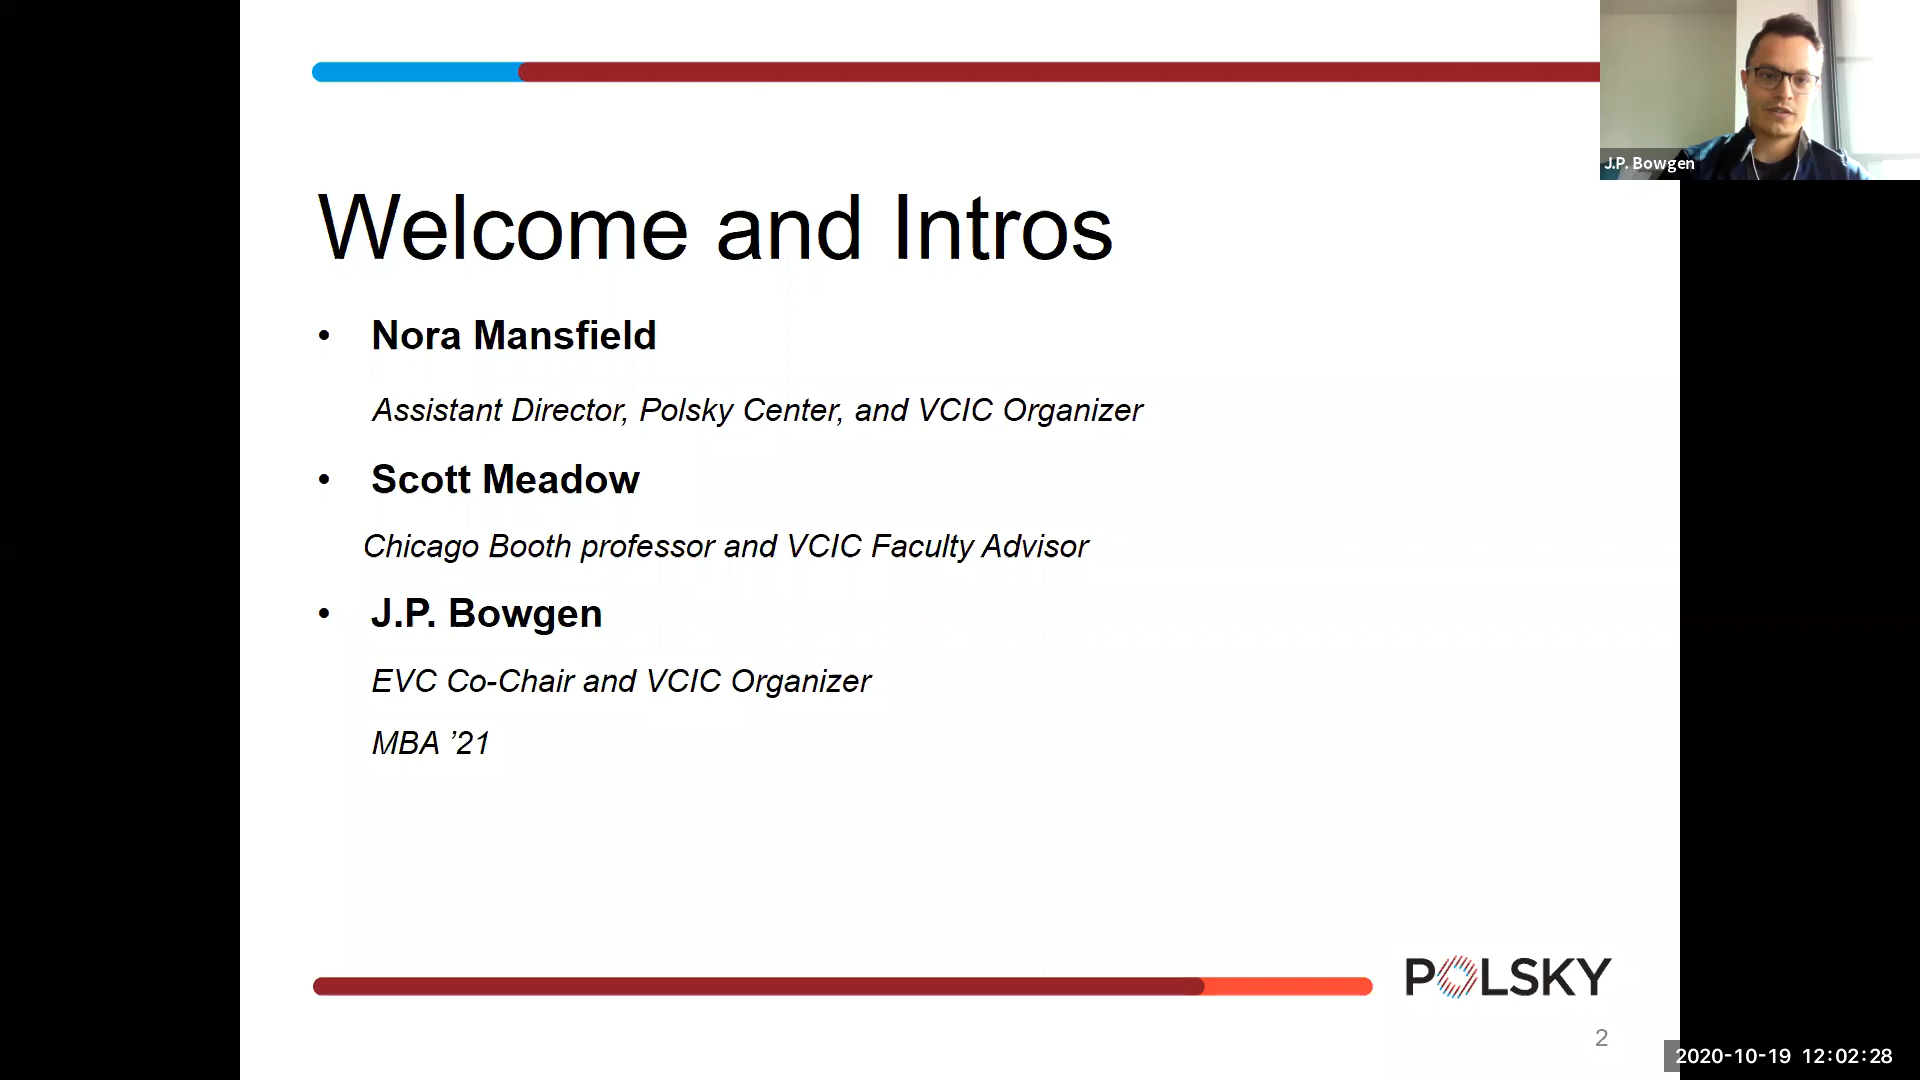 J.P. Bowgen
Welcome and Intros
• Nora Mansfield
Assistant Director, Polsky Center, and VCIC Organizer
• Scott Meadow
Chicago Booth professor and VCIC Faculty Advisor
• J.P. Bowgen
EVC Co-Chair and VCIC Organizer
MBA ’21
POLSKY
2
2020-10-19 12:02:28